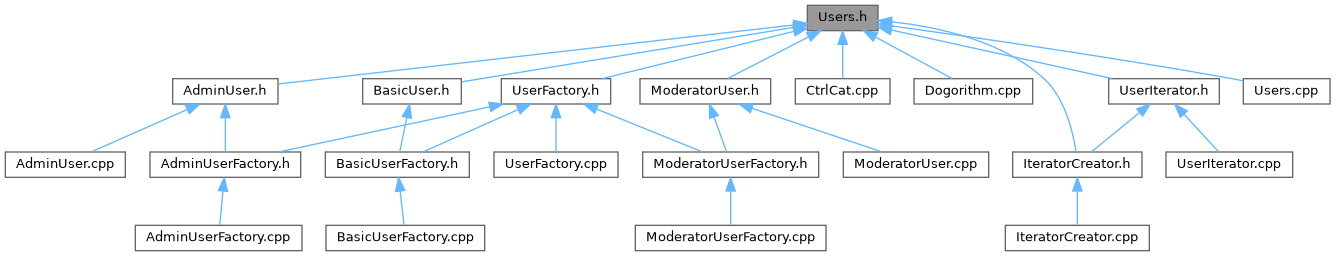 Users.h
AdminUser.h
BasicUser.h
UserFactory.h
ModeratorUser.h
CtrlCat.cpp
Dogorithm.cpp
UserIterator.h
Users.cpp
AdminUser.cpp
AdminUserFactory.h
BasicUserFactory.h
UserFactory.cpp
ModeratorUserFactory.h
ModeratorUser.cpp
IteratorCreator.h
UserIterator.cpp
AdminUserFactory.cpp
BasicUserFactory.cpp
ModeratorUserFactory.cpp
IteratorCreator.cpp